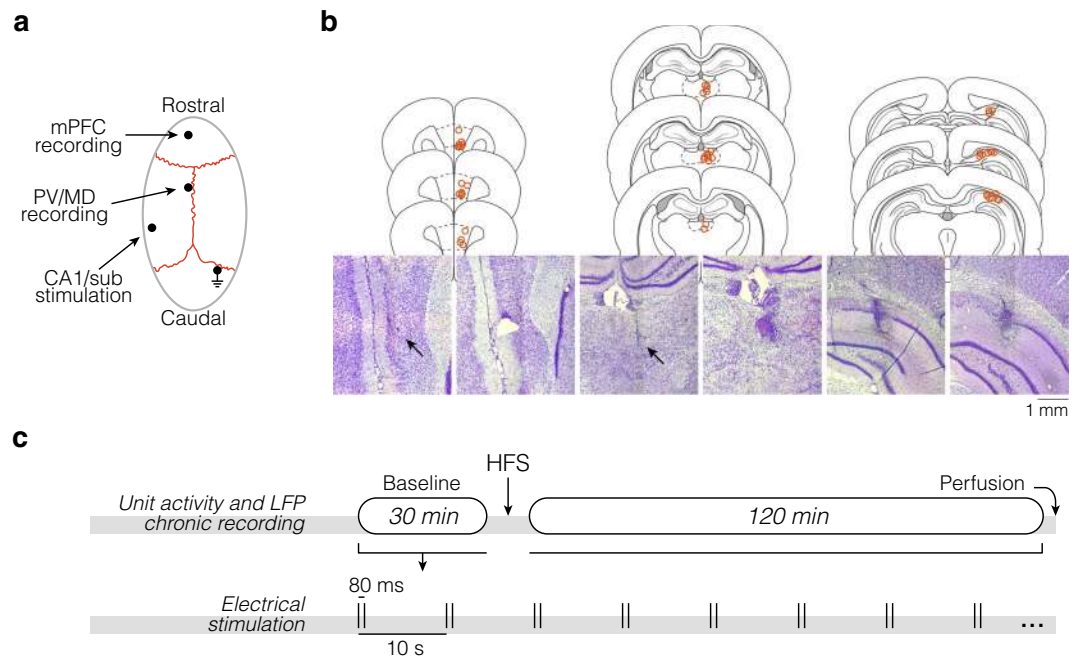 a
Rostral
mPFC
recording
PV/MD
recording
CA1/sub
stimulation
Caudal
b
1 mm
c
HFS
Unit activity and LFP
chronic recording
Baseline
30 min
120 min
Perfusion
80 ms
Electrical
stimulation
10 s
...